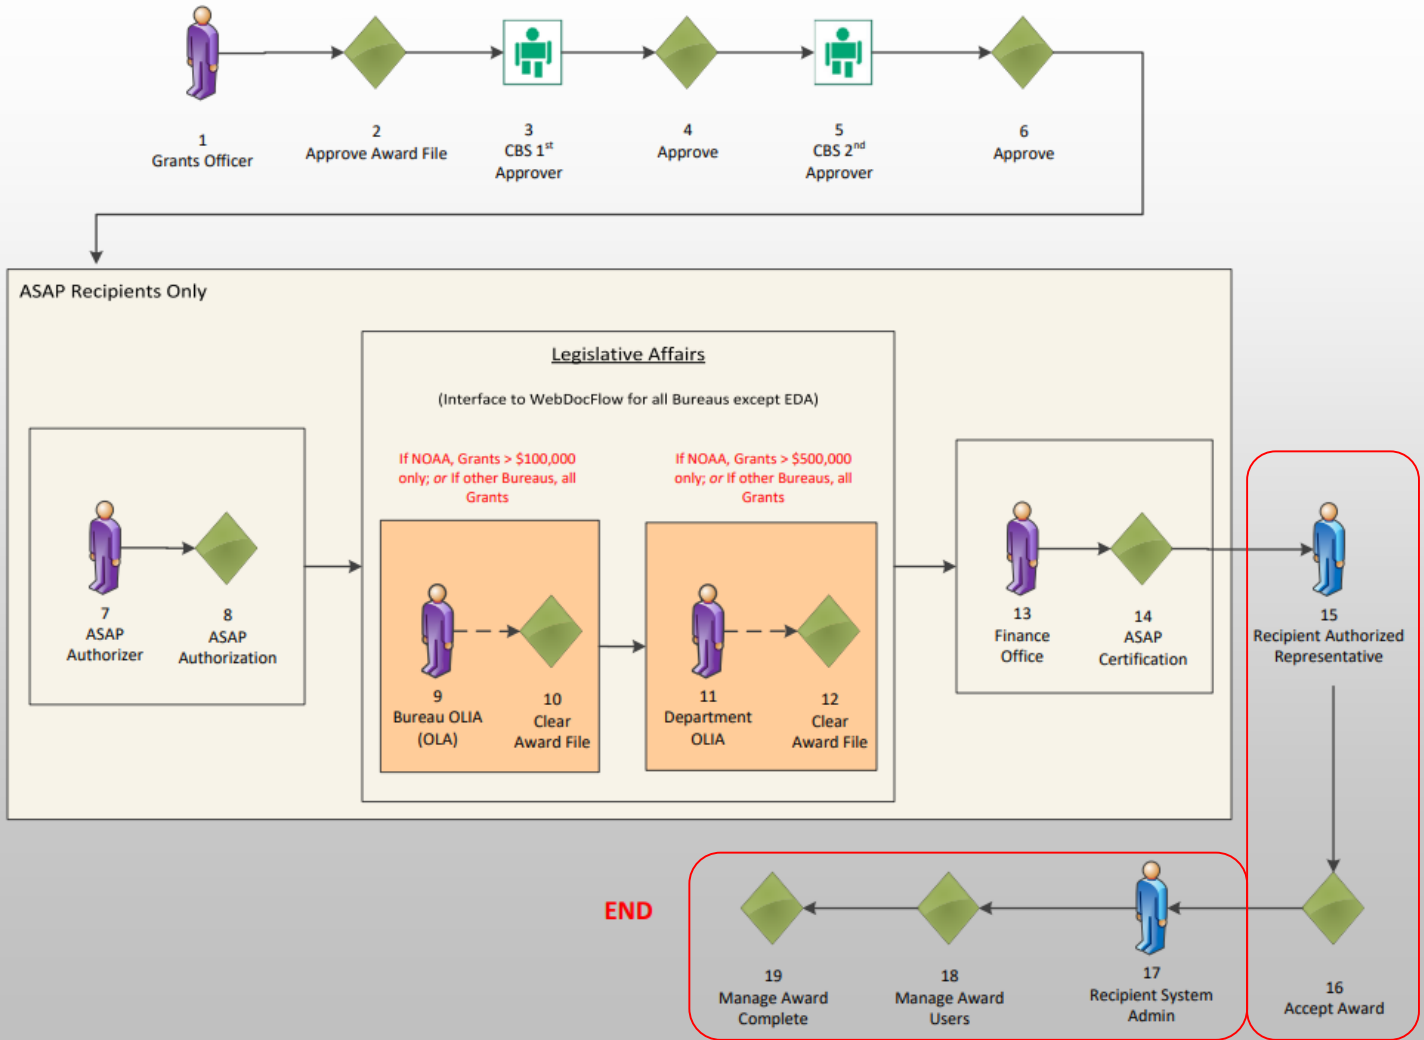 1
Grants Officer
2
Approve Award File
3
CBS 1st
Approver
4
Approve
5
CBS 2nd
Approver
6
Approve
ASAP Recipients Only
Legislative Affairs
(Interface to WebDocFlow for all Bureaus except EDA)
If NOAA, Grants > $100,000
only; or If other Bureaus, all
Grants
If NOAA, Grants > $500,000
only; or If other Bureaus, all
Grants
7
ASAP
Authorizer
8
ASAP
Authorization
9
Bureau OLIA
(OLA)
10
Clear
Award File
11
Department
OLIA
12
Clear
Award File
13
Finance
Office
14
ASAP
Certification
15
Recipient Authorized
Representative
16
Accept Award
17
Recipient System
Admin
18
Manage Award
Users
19
Manage Award
Complete
END